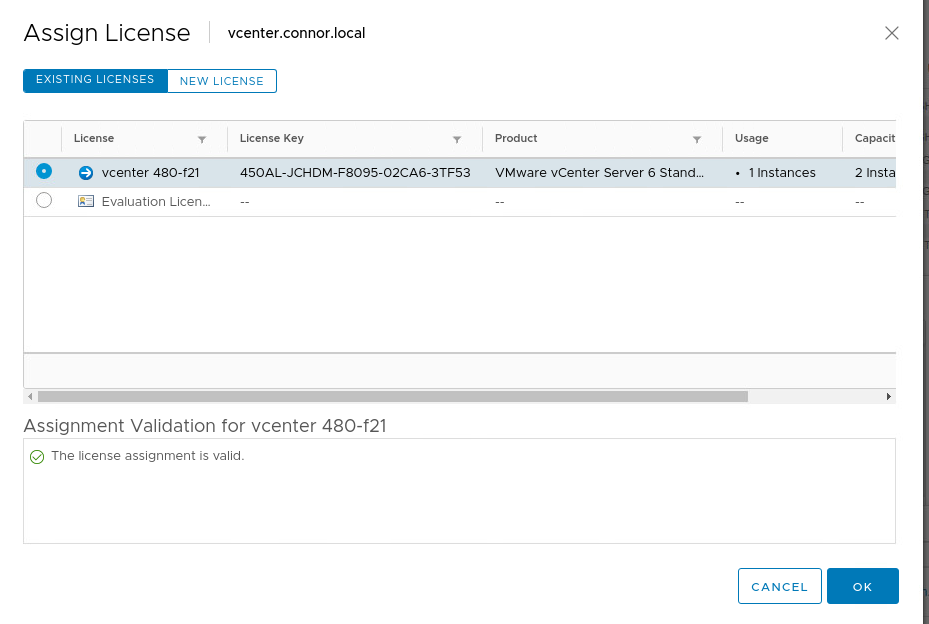 Assign License vcenter.connor.local
EXISTING LICENSES NEW LICENSE
License License Key Product Usage Capacit
vcenter 480-f21 450AL-JCHDM-F8095-02CA6-3TF53 VMware vCenter Server 6 Stand... • 1 Instances 2 Insta
Evaluation Licen... -- -- -- --
Assignment Validation for vcenter 480-f21
The license assignment is valid.
CANCEL OK